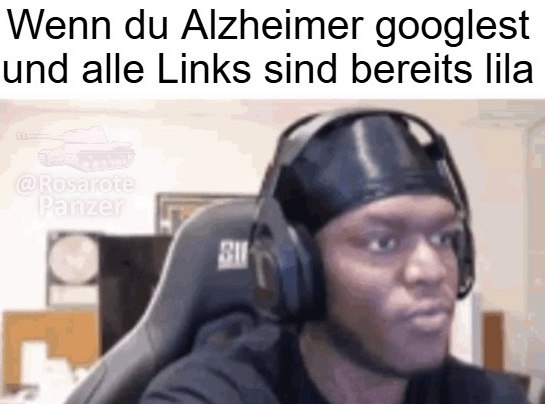 Wenn du Alzheimer googlest
und alle Links sind bereits lila
@Rosarote
Panzer